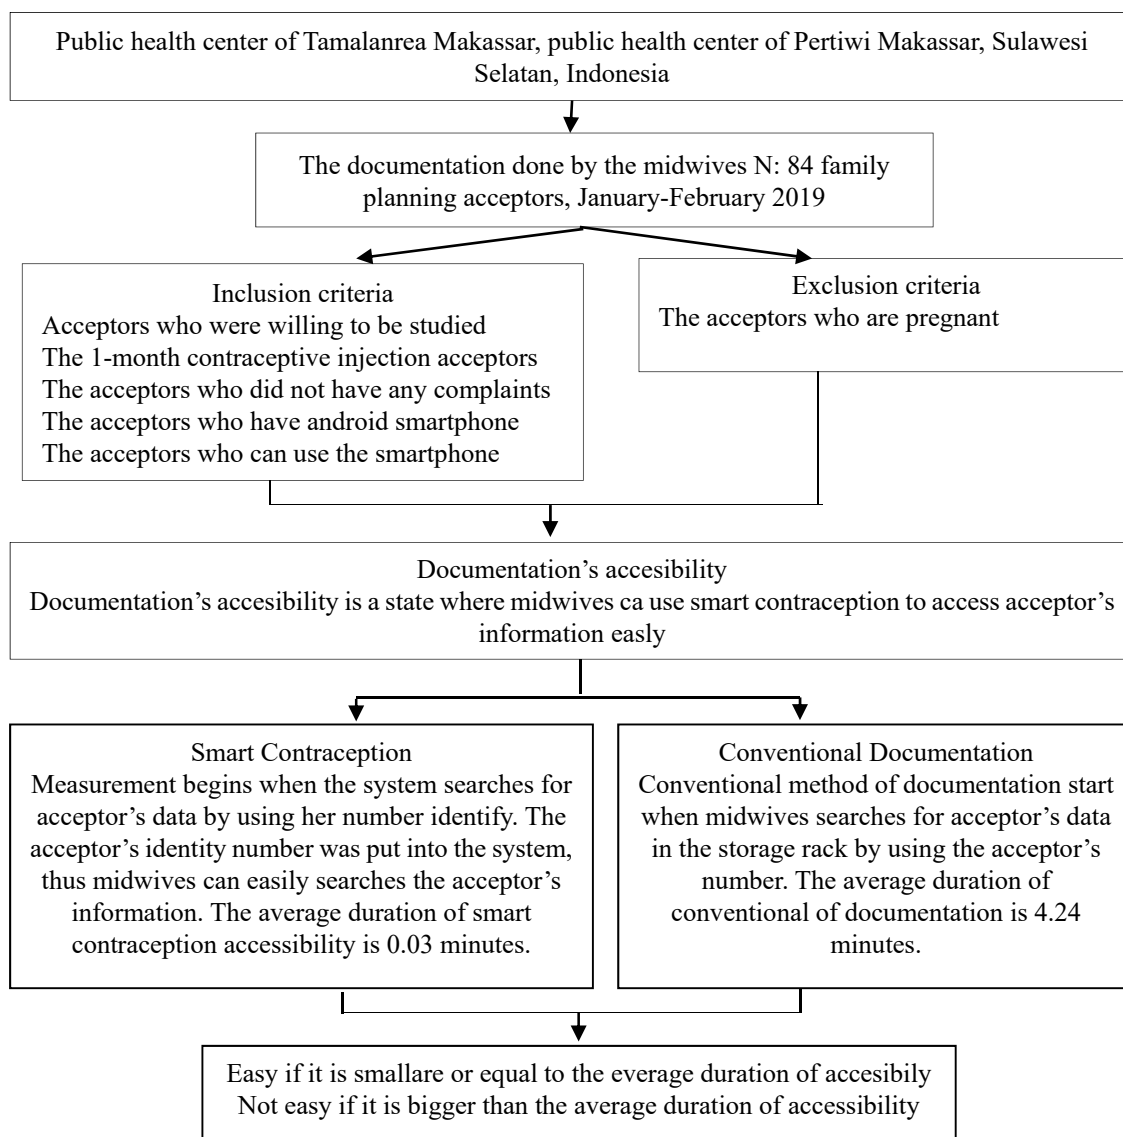 Public health center of Tamalanrea Makassar, public health center of Pertiwi Makassar, Sulawesi
Selatan, Indonesia
The documentation done by the midwives N: 84 family
planning acceptors, January-February 2019
Inclusion criteria
Acceptors who were willing to be studied
The 1-month contraceptive injection acceptors
The acceptors who did not have any complaints
The acceptors who have android smartphone
The acceptors who can use the smartphone
Exclusion criteria
The acceptors who are pregnant
Documentation’s accesibility
Documentation’s accesibility is a state where midwives ca use smart contraception to access acceptor’s
information easly
Smart Contraception
Measurement begins when the system searches for
acceptor’s data by using her number identify. The
acceptor’s identity number was put into the system,
thus midwives can easily searches the acceptor’s
information. The average duration of smart
contraception accessibility is 0.03 minutes.
Conventional Documentation
Conventional method of documentation start
when midwives searches for acceptor’s data
in the storage rack by using the acceptor’s
number. The average duration of
conventional of documentation is 4.24
minutes.
Easy if it is smallare or equal to the everage duration of accesibily
Not easy if it is bigger than the average duration of accessibility